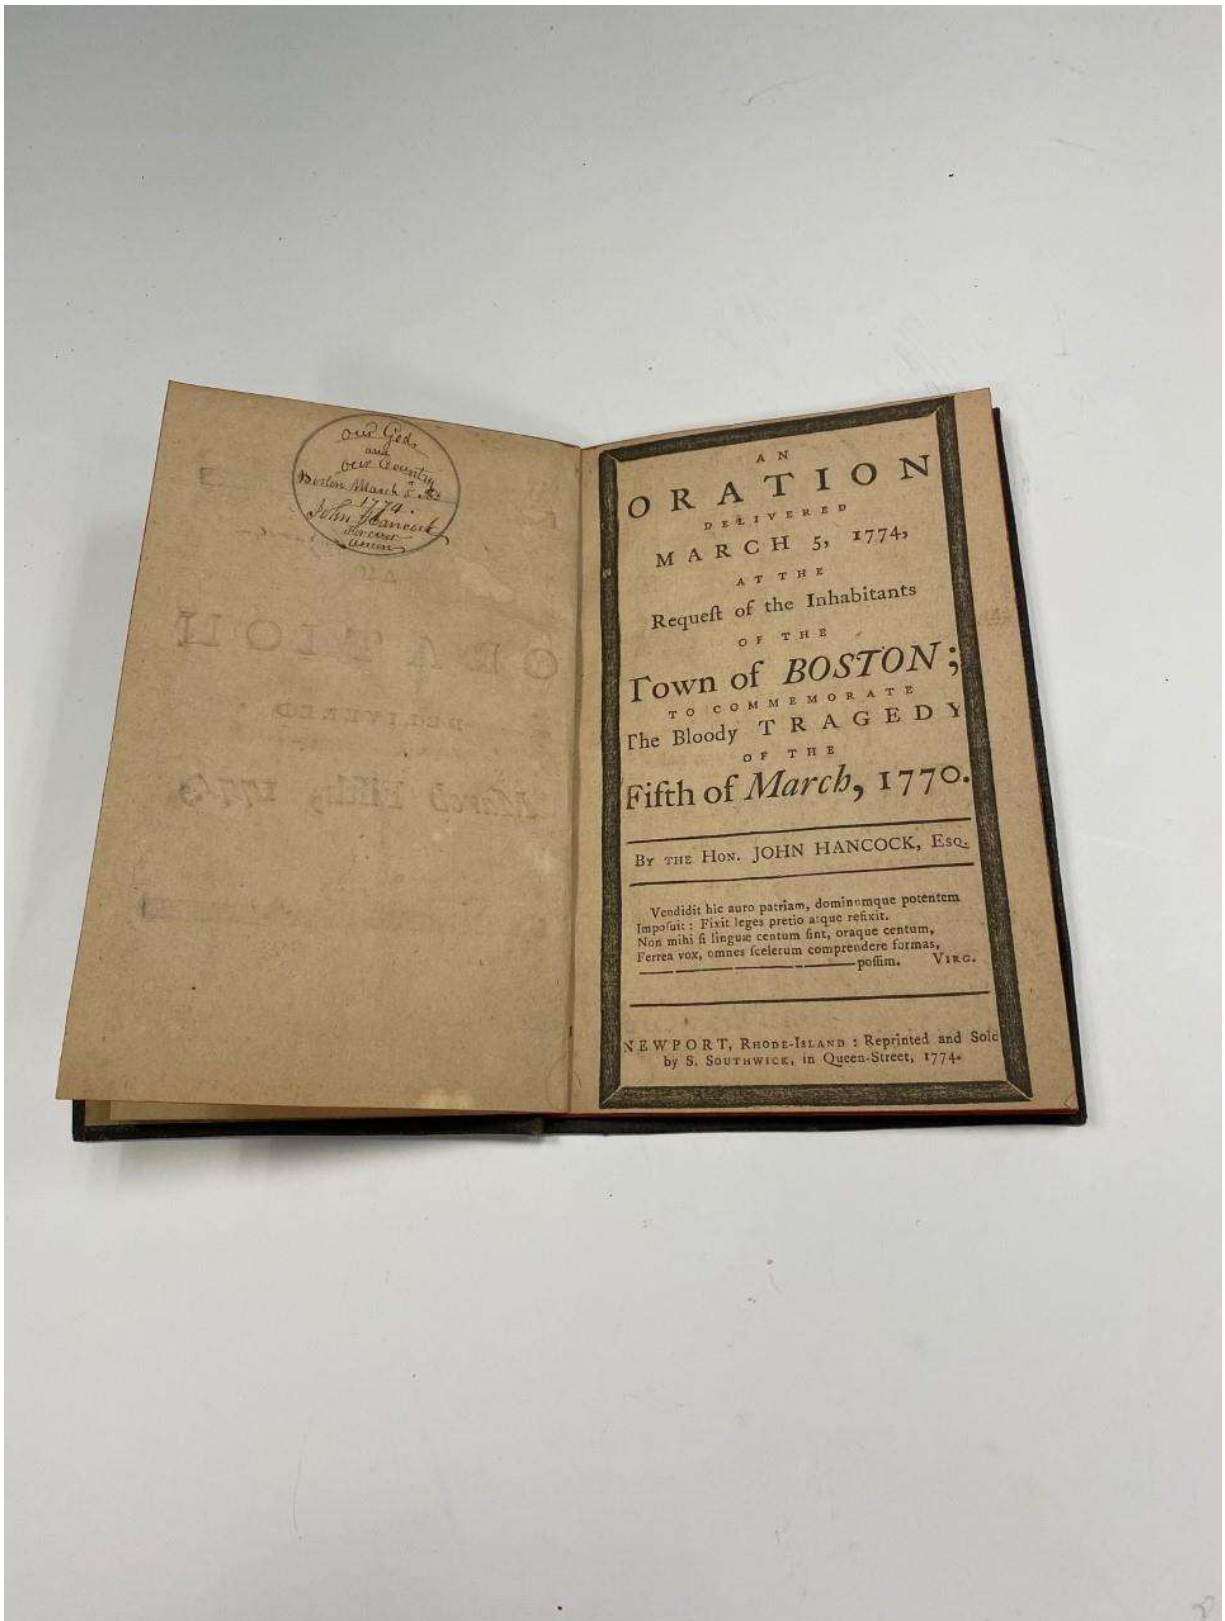 our God
and
our Country
Boston March 5
1774.
John Hancock
forever
amen
AN
ORATION
DELIVERED
MARCH 5, 1774,
AT THE
Requeſt of the Inhabitants
OF THE
Town of BOSTON;
TO COMMEMORATE
The Bloody TRAGEDY
OF THE
Fifth of March, 1770.
BY THE HON. JOHN HANCOCK, ESQ.
Vendidit hic auro patriam, dominumque potentem
Impoſuit: Fixit leges pretio atque refixit.
Non mihi ſi linguæ centum ſint, oraque centum,
Ferrea vox, omnes ſcelerum comprendere formas,
poſſim. VIRG.
NEWPORT, RHODE-ISLAND: Reprinted and Sold
by S. SOUTHWICK, in Queen-Street, 1774.